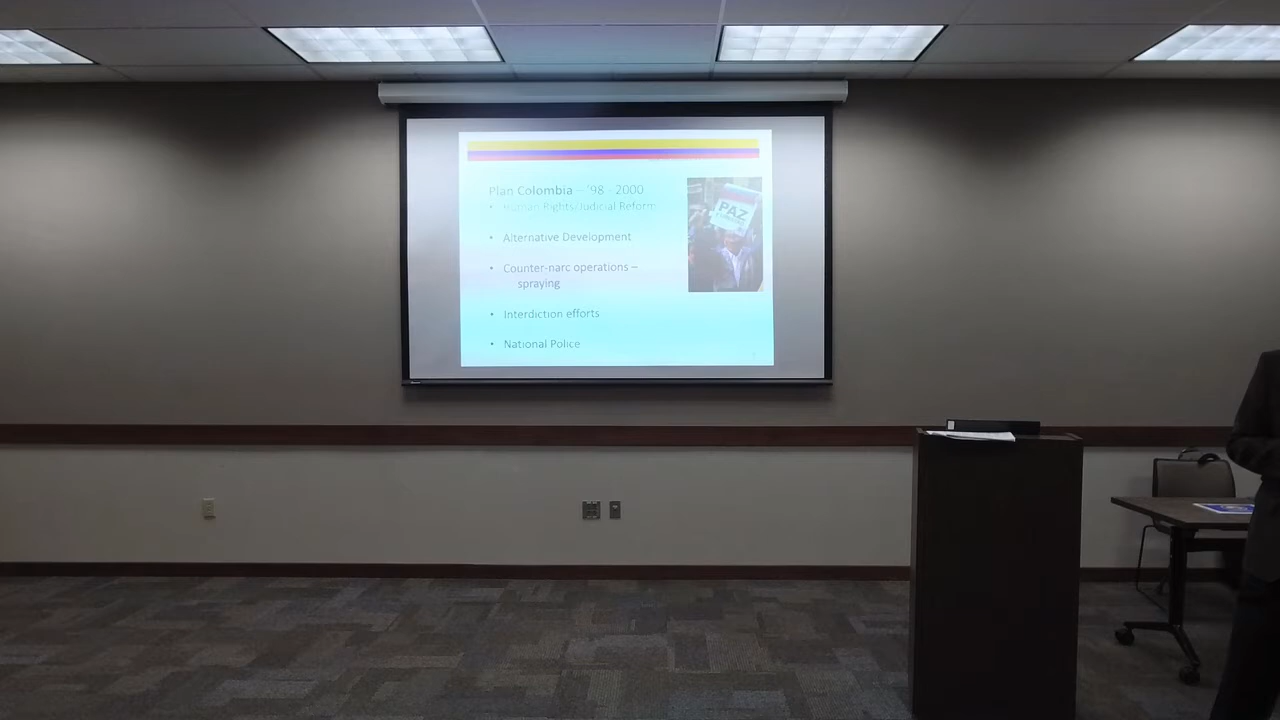 Plan Colombia – '98 - 2000
• Human Rights/Judicial Reform
• Alternative Development
• Counter-narc operations –
spraying
• Interdiction efforts
• National Police
PAZ